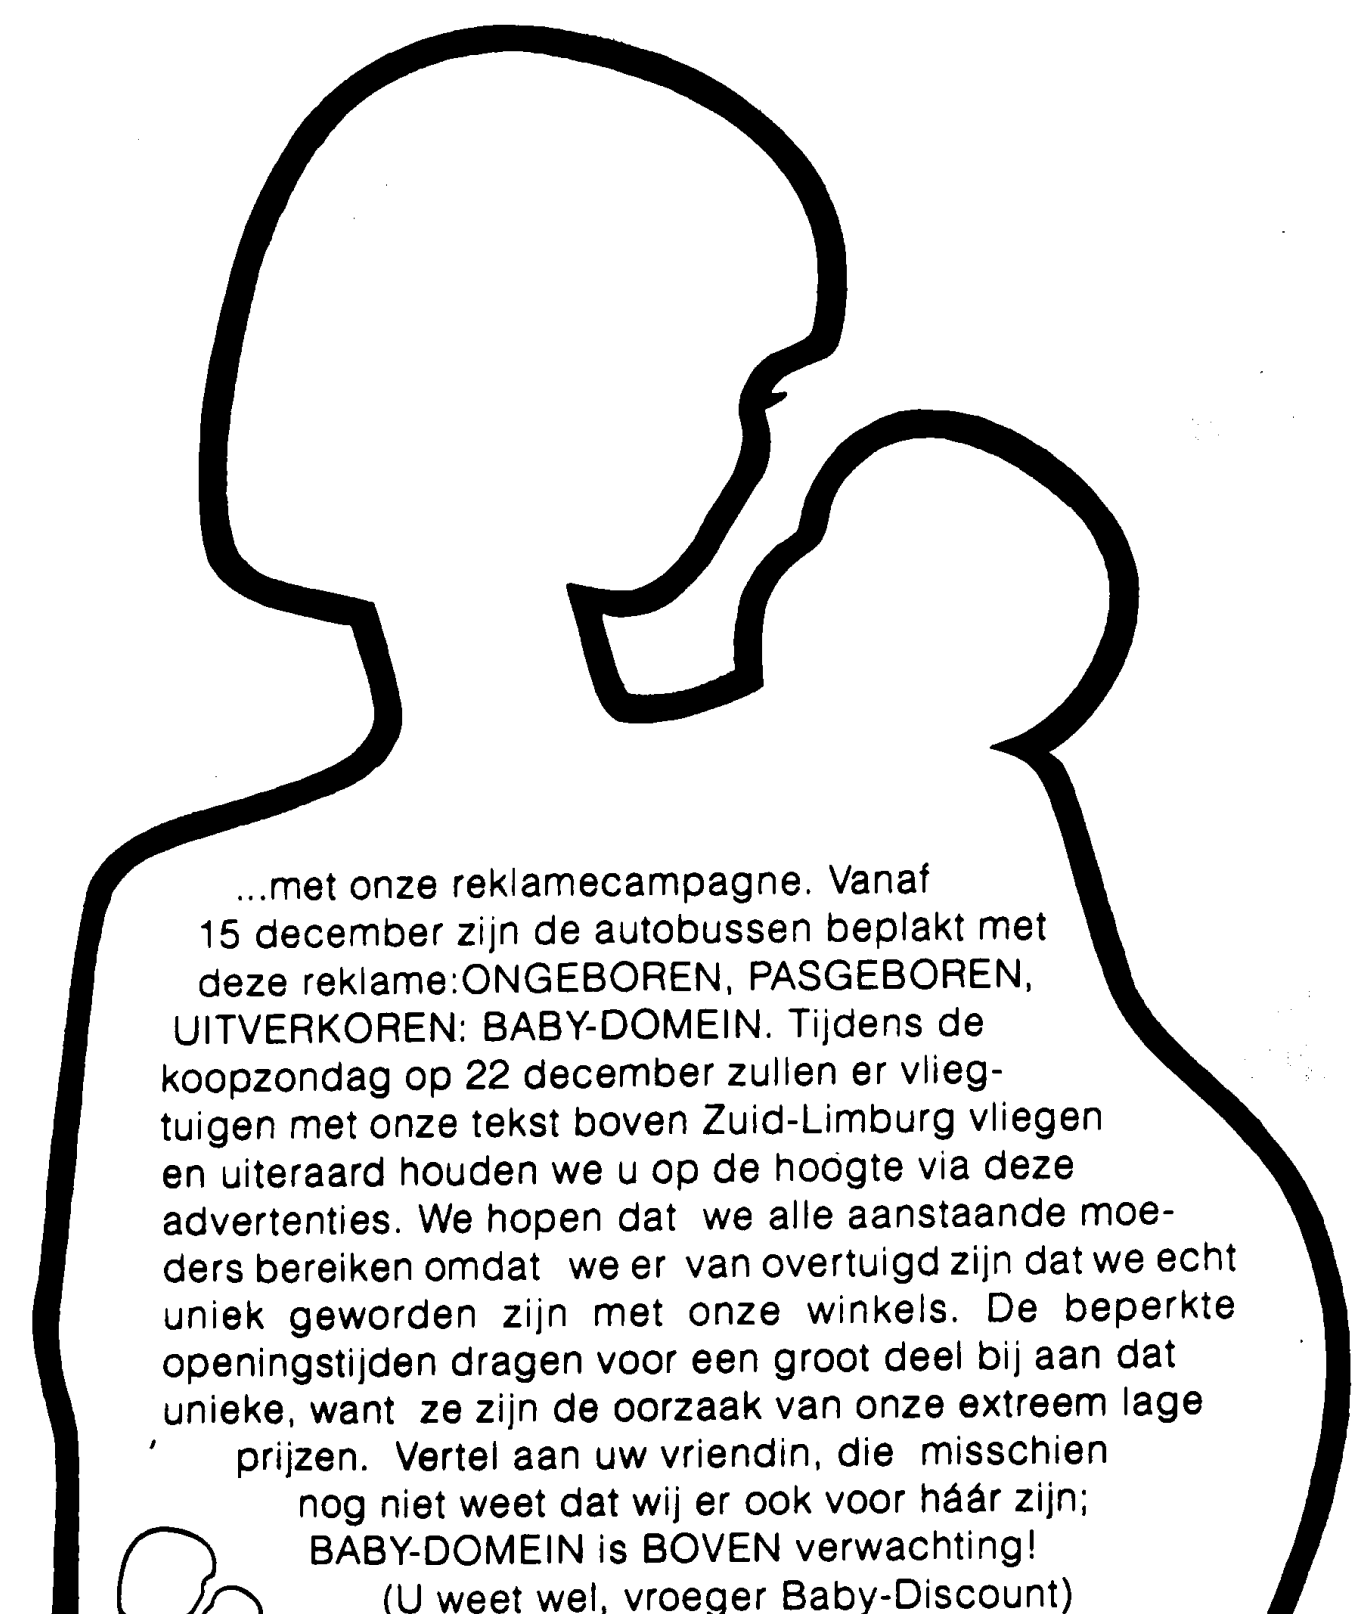 ...met onze reklamecampagne. Vanaf
15 december zijn de autobussen beplakt met
deze reklame:ONGEBOREN, PASGEBOREN,
UITVERKOREN: BABY-DOMEIN. Tijdens de
koopzondag op 22 december zullen er vlieg-
tuigen met onze tekst boven Zuid-Limburg vliegen
en uiteraard houden we u op de hoogte via deze
advertenties. We hopen dat we alle aanstaande moe-
ders bereiken omdat we er van overtuigd zijn dat we echt
uniek geworden zijn met onze winkels. De beperkte
openingstijden dragen voor een groot deel bij aan dat
unieke, want ze zijn de oorzaak van onze extreem lage
prijzen. Vertel aan uw vriendin, die misschien
nog niet weet dat wij er ook voor háár zijn;
BABY-DOMEIN is BOVEN verwachting!
(U weet wel, vroeger Baby-Discount)